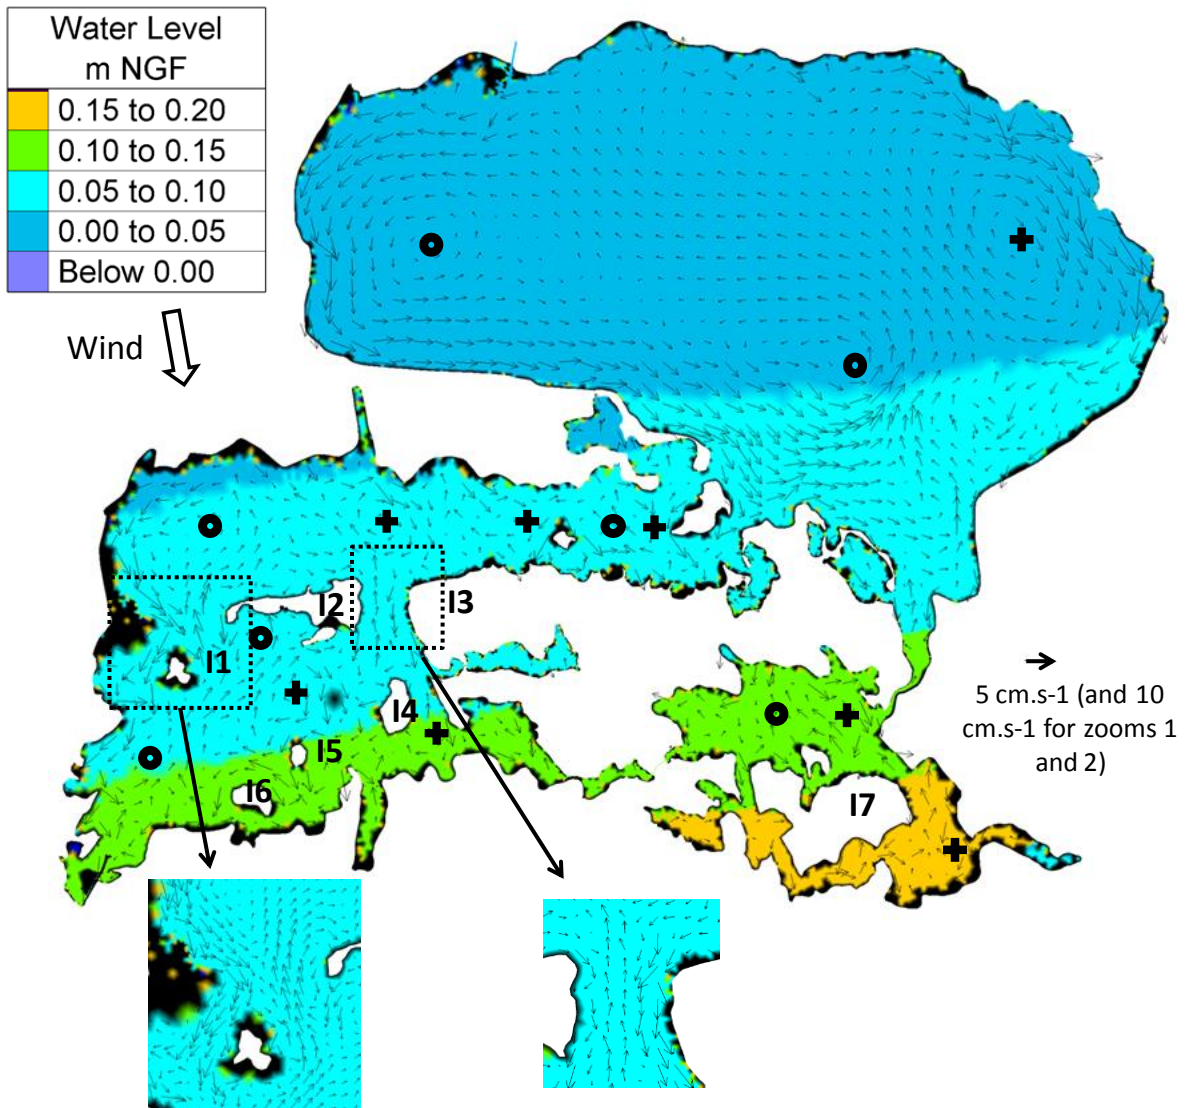 Water Level
m NGF
0.15 to 0.20
0.10 to 0.15
0.05 to 0.10
0.00 to 0.05
Below 0.00
Wind
I2
I3
I1
I4
I5
I6
I7
5 cm.s-1 (and 10
cm.s-1 for zooms 1
and 2)